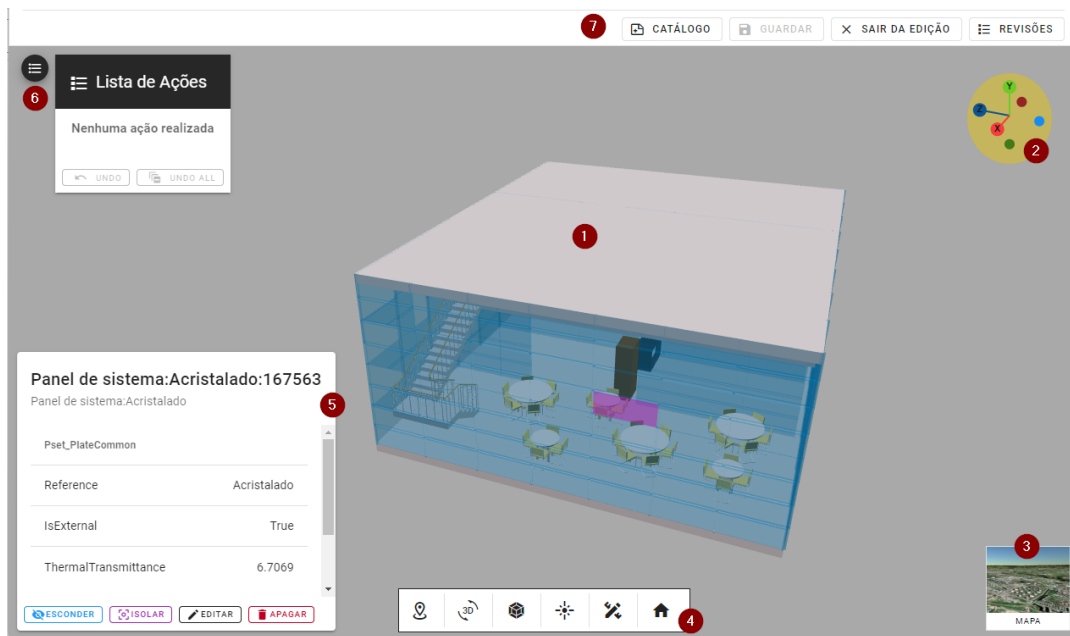 7
CATÁLOGO
GUARDAR
SAIR DA EDIÇÃO
REVISÕES
6
Lista de Ações
Nenhuma ação realizada
UNDO
UNDO ALL
Y
Z
X
2
1
Panel de sistema:Acristalado:167563
Panel de sistema:Acristalado
5
Pset_PlateCommon
Reference Acristalado
IsExternal True
ThermalTransmittance 6.7069
ESCONDER
ISOLAR
EDITAR
APAGAR
3D
4
3
MAPA